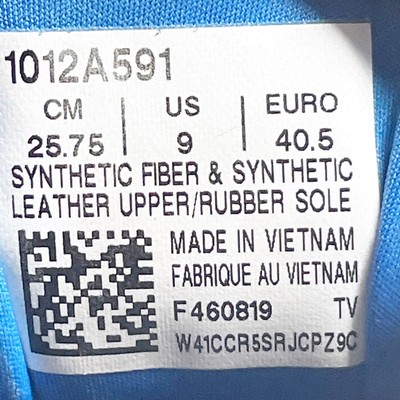 1012A591
CM | US | EURO
25.75 | 9 | 40.5
SYNTHETIC FIBER & SYNTHETIC
LEATHER UPPER/RUBBER SOLE
MADE IN VIETNAM
FABRIQUE AU VIETNAM
F460819 TV
W41CCR5SRJCPZ9C